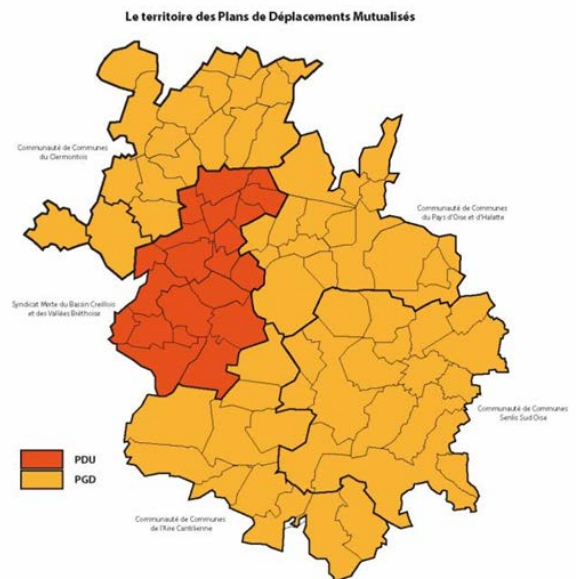 Le territoire des Plans de Déplacements Mutualisés
Communauté de Communes
du Clermontois
Communauté de Communes
du Pays d'Oise et d'Halatte
Syndicat Mixte du Bassin Creillois
et des Vallées Bréthoise
Communauté de Communes
Senlis Sud Oise
PDU
PGD
Communauté de Communes
de l'Aire Cantilienne